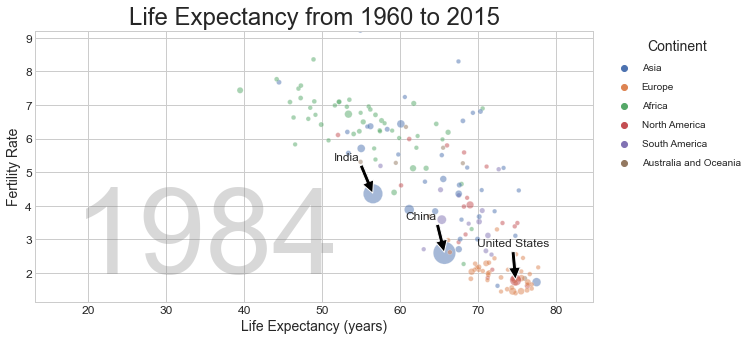 Life Expectancy from 1960 to 2015
9
8
7
6
5
4
3
2
Fertility Rate
1984
India
China
United States
20 30 40 50 60 70 80
Life Expectancy (years)
Continent
Asia
Europe
Africa
North America
South America
Australia and Oceania